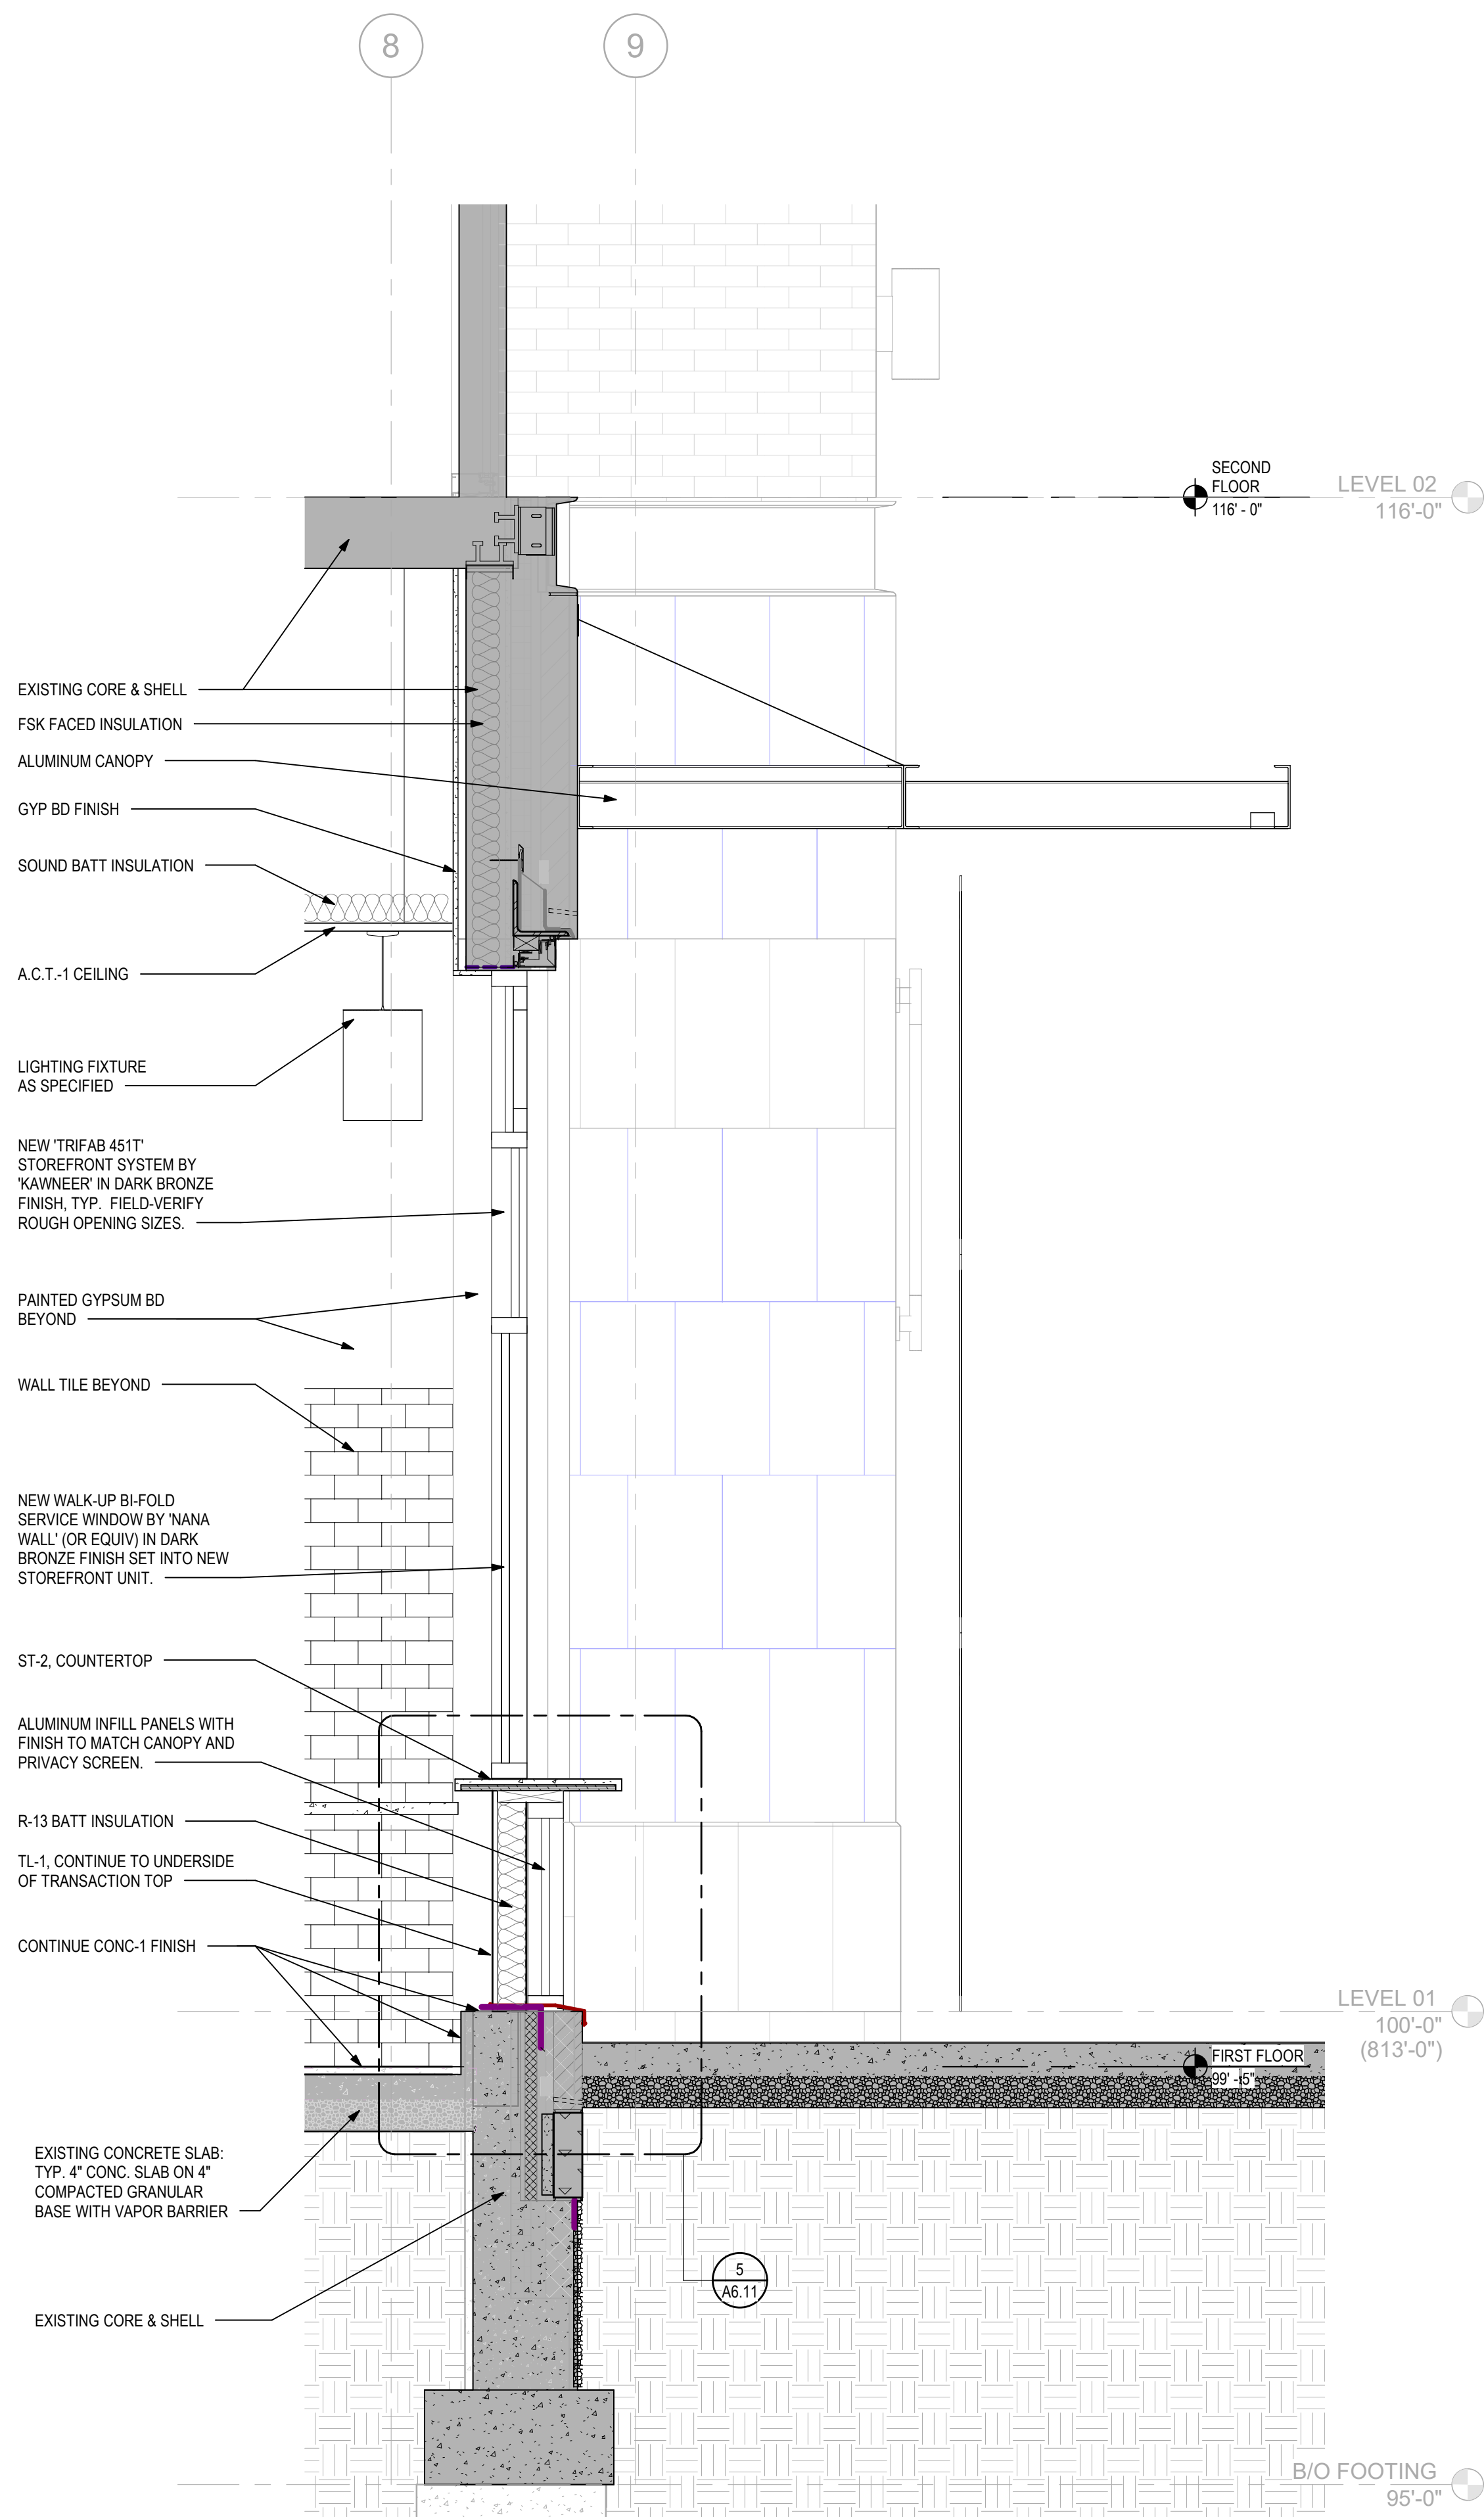 8
9
SECOND
FLOOR
116' - 0"
LEVEL 02
116'-0"
EXISTING CORE & SHELL
FSK FACED INSULATION
ALUMINUM CANOPY
GYP BD FINISH
SOUND BATT INSULATION
A.C.T.-1 CEILING
LIGHTING FIXTURE
AS SPECIFIED
NEW 'TRIFAB 451T'
STOREFRONT SYSTEM BY
'KAWNEER' IN DARK BRONZE
FINISH, TYP. FIELD-VERIFY
ROUGH OPENING SIZES.
PAINTED GYPSUM BD
BEYOND
WALL TILE BEYOND
NEW WALK-UP BI-FOLD
SERVICE WINDOW BY 'NANA
WALL' (OR EQUIV) IN DARK
BRONZE FINISH SET INTO NEW
STOREFRONT UNIT.
ST-2, COUNTERTOP
ALUMINUM INFILL PANELS WITH
FINISH TO MATCH CANOPY AND
PRIVACY SCREEN.
R-13 BATT INSULATION
TL-1, CONTINUE TO UNDERSIDE
OF TRANSACTION TOP
CONTINUE CONC-1 FINISH
LEVEL 01
100'-0"
(813'-0")
FIRST FLOOR
99' -
EXISTING CONCRETE SLAB:
TYP. 4" CONC. SLAB ON 4"
COMPACTED GRANULAR
BASE WITH VAPOR BARRIER
5
A6.11
EXISTING CORE & SHELL
B/O FOOTING
95'-0"